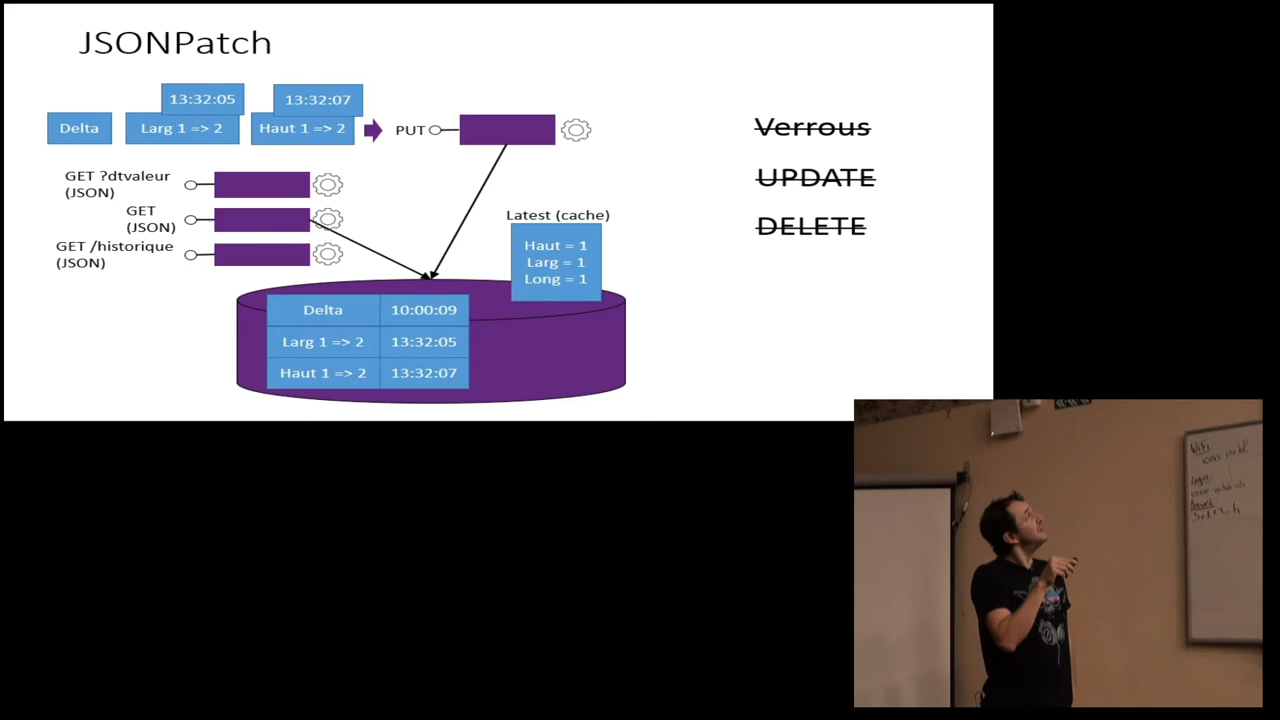 JSONPatch
13:32:05
13:32:07
Delta
Larg 1 => 2
Haut 1 => 2
PUT
Verrous
UPDATE
DELETE
GET ?dtvaleur
(JSON)
GET
(JSON)
GET /historique
(JSON)
Latest (cache)
Haut = 1
Larg = 1
Long = 1
Delta 10:00:09
Larg 1 => 2 13:32:05
Haut 1 => 2 13:32:07
WiFi
Login